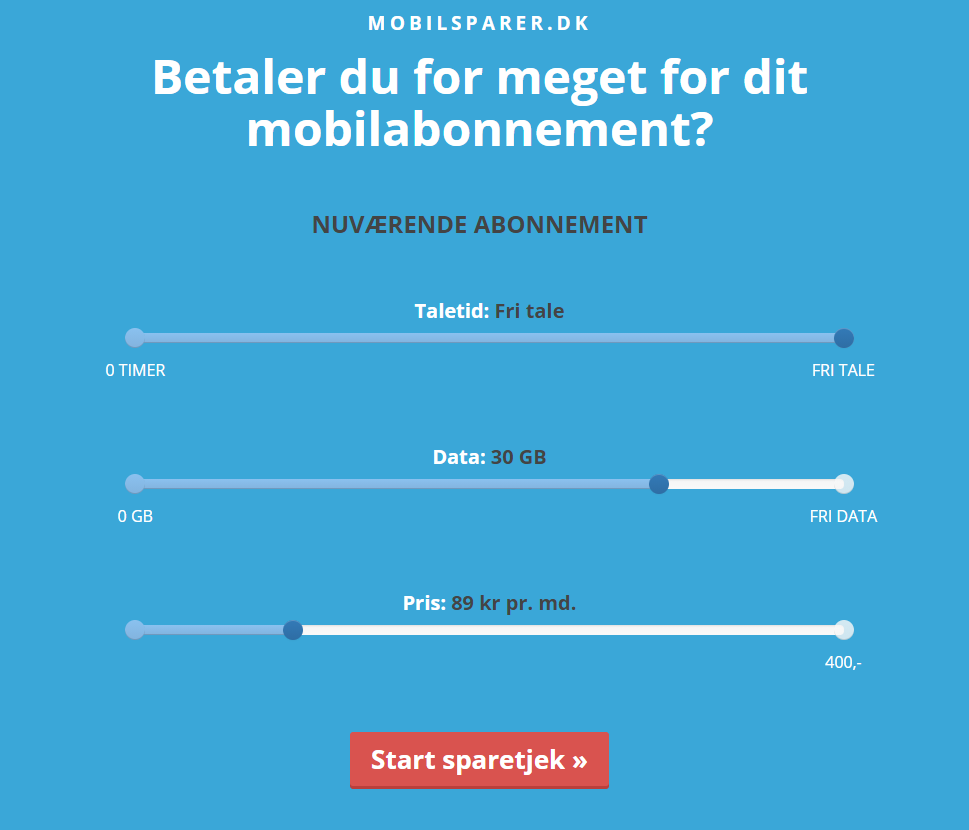 MOBILSPARER.DK
Betaler du for meget for dit
mobilabonnement?
NUVÆRENDE ABONNEMENT
Taletid: Fri tale
0 TIMER FRI TALE
Data: 30 GB
0 GB FRI DATA
Pris: 89 kr pr. md.
400,-
Start sparetjek »